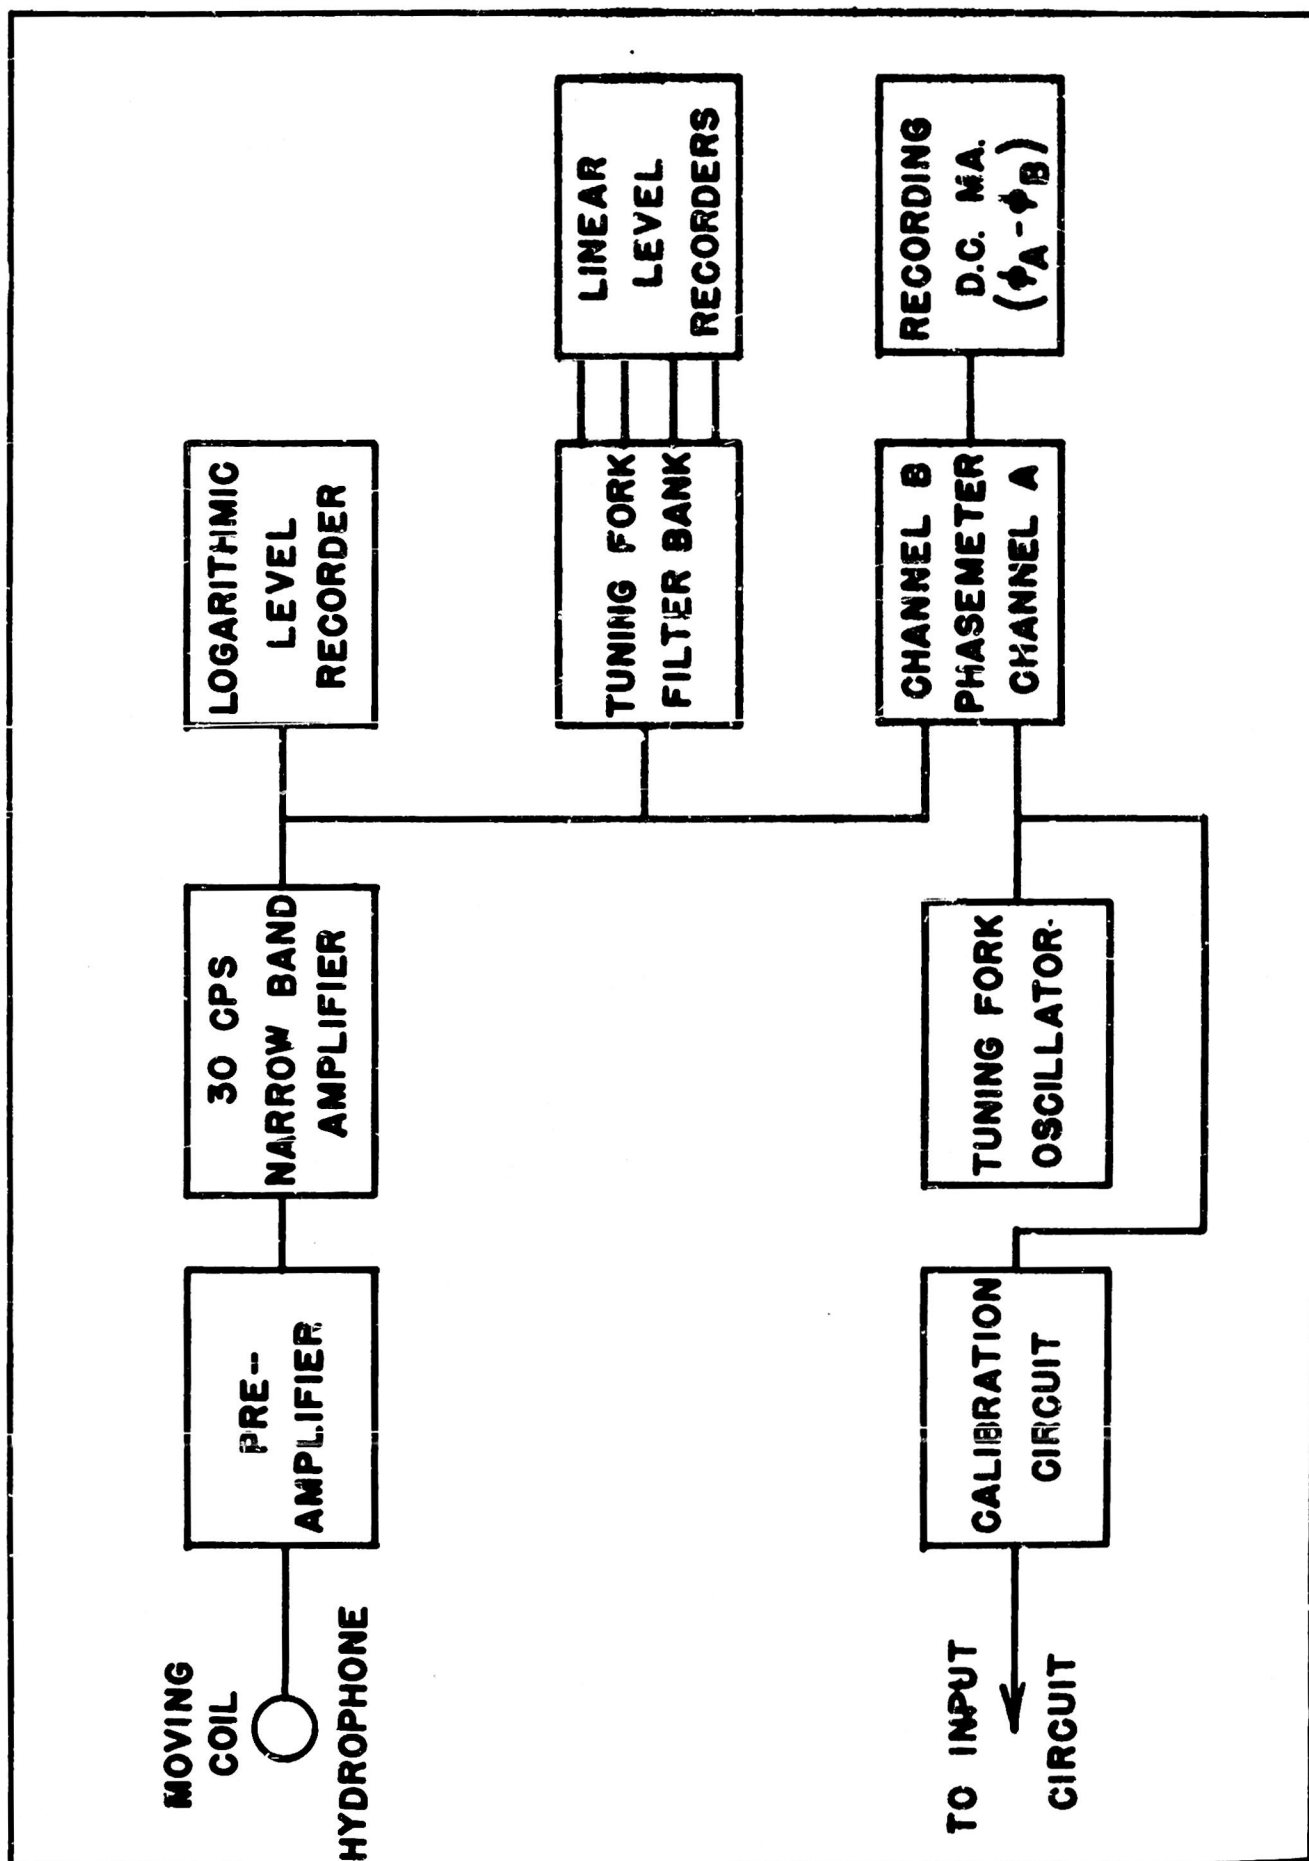 MOVING
COIL
HYDROPHONE
PRE-
AMPLIFIER
30 CPS
NARROW BAND
AMPLIFIER
LOGARITHMIC
LEVEL
RECORDER
TUNING FORK
FILTER BANK
LINEAR
LEVEL
RECORDERS
CHANNEL B
PHASEMETER
CHANNEL A
RECORDING
D.C. MA.
(ϕA-ϕB)
TUNING FORK
OSCILLATOR
CALIBRATION
CIRCUIT
TO INPUT
CIRCUIT